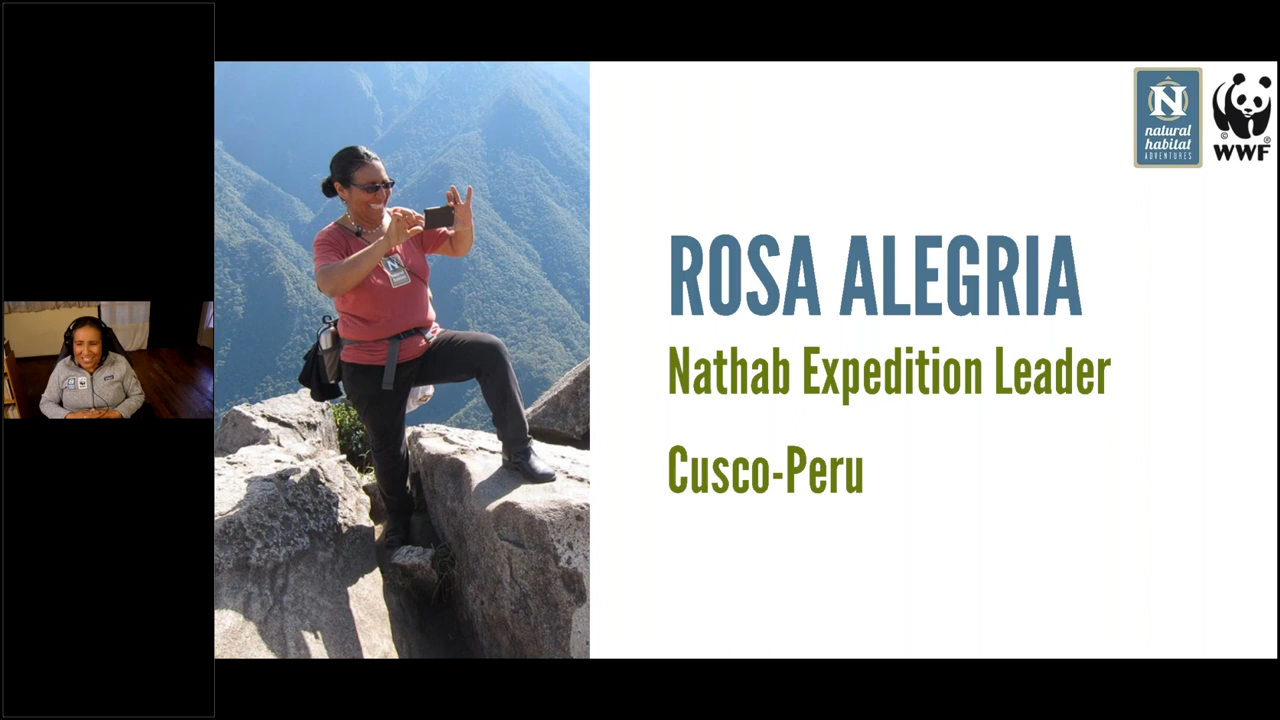 N
natural
habitat
ADVENTURES
©
®
WWF
ROSA ALEGRIA
Nathab Expedition Leader
Cusco-Peru
N